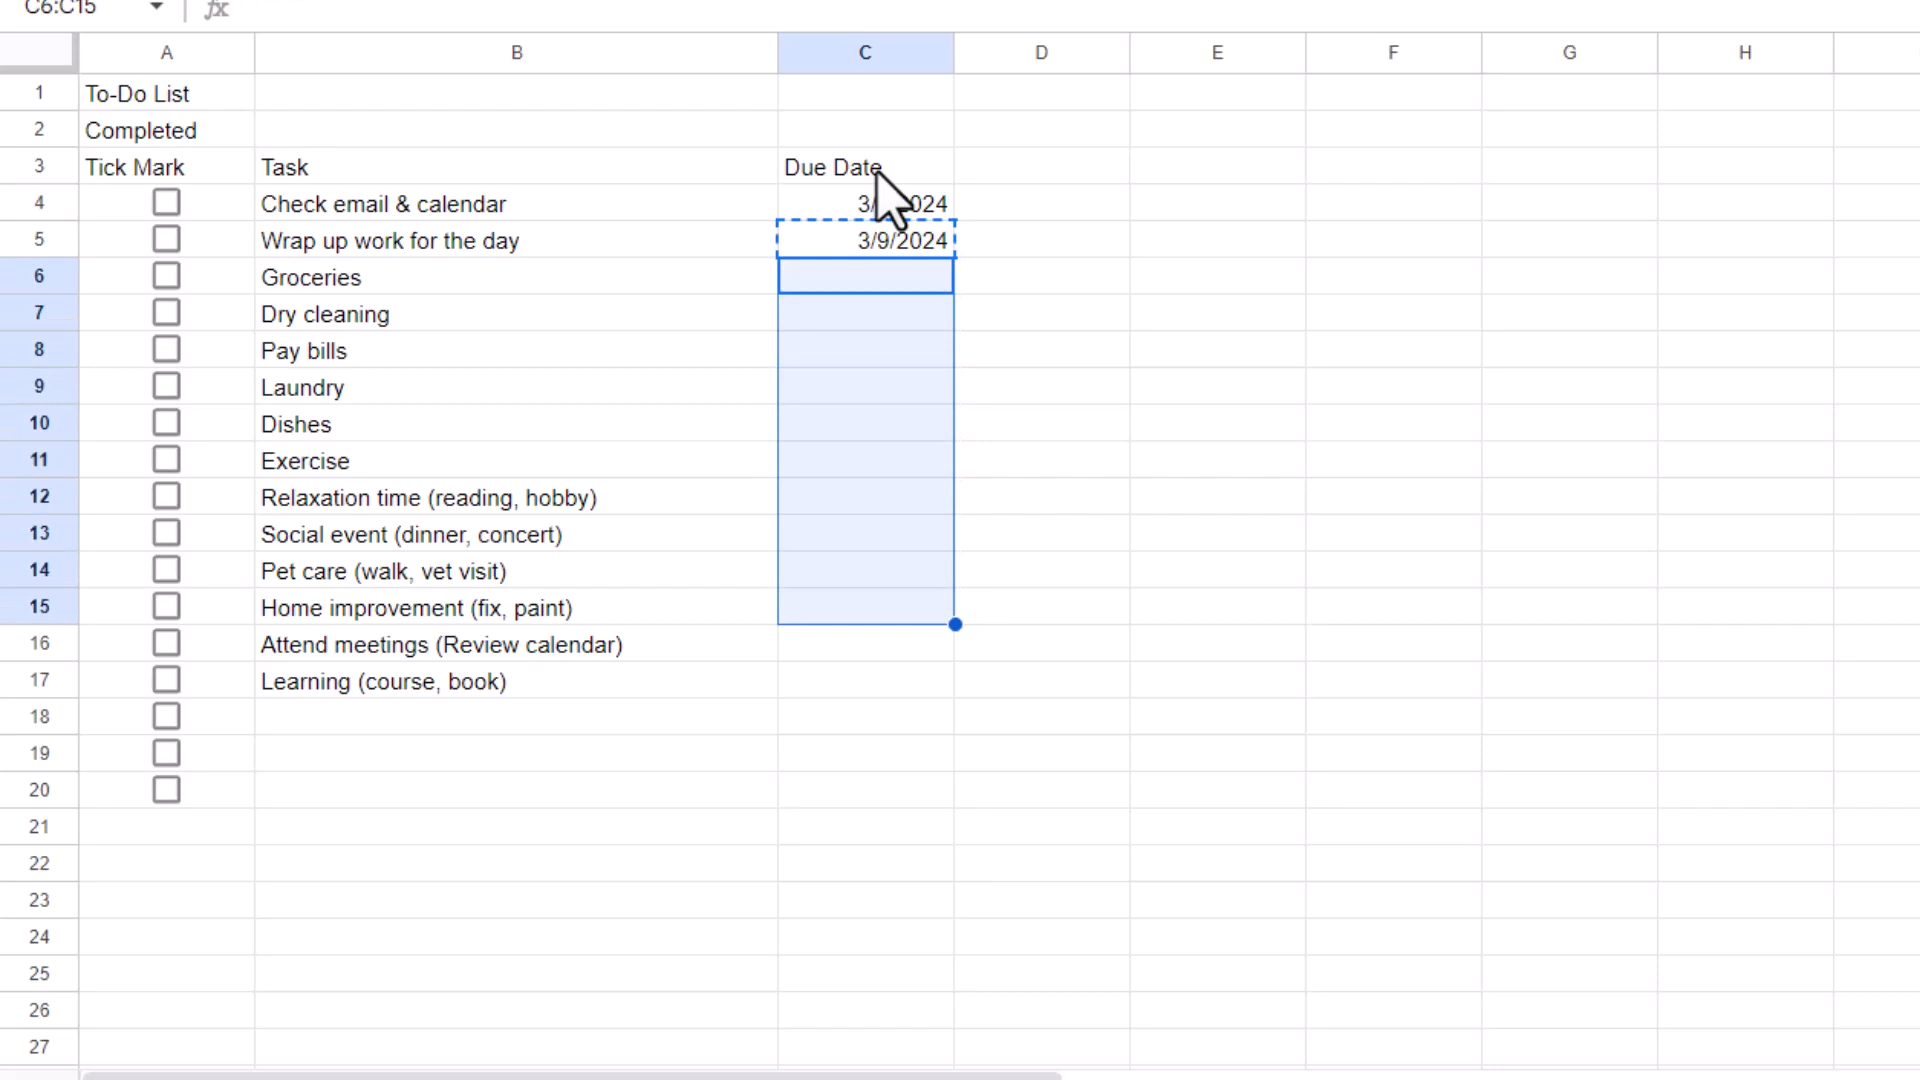 C6:C15 fx
A B C D E F G H
1 To-Do List
2 Completed
3 Tick Mark Task Due Date
4 Check email & calendar
5 Wrap up work for the day 3/9/2024
6 Groceries
7 Dry cleaning
8 Pay bills
9 Laundry
10 Dishes
11 Exercise
12 Relaxation time (reading, hobby)
13 Social event (dinner, concert)
14 Pet care (walk, vet visit)
15 Home improvement (fix, paint)
16 Attend meetings (Review calendar)
17 Learning (course, book)
18
19
20
21
22
23
24
25
26
27